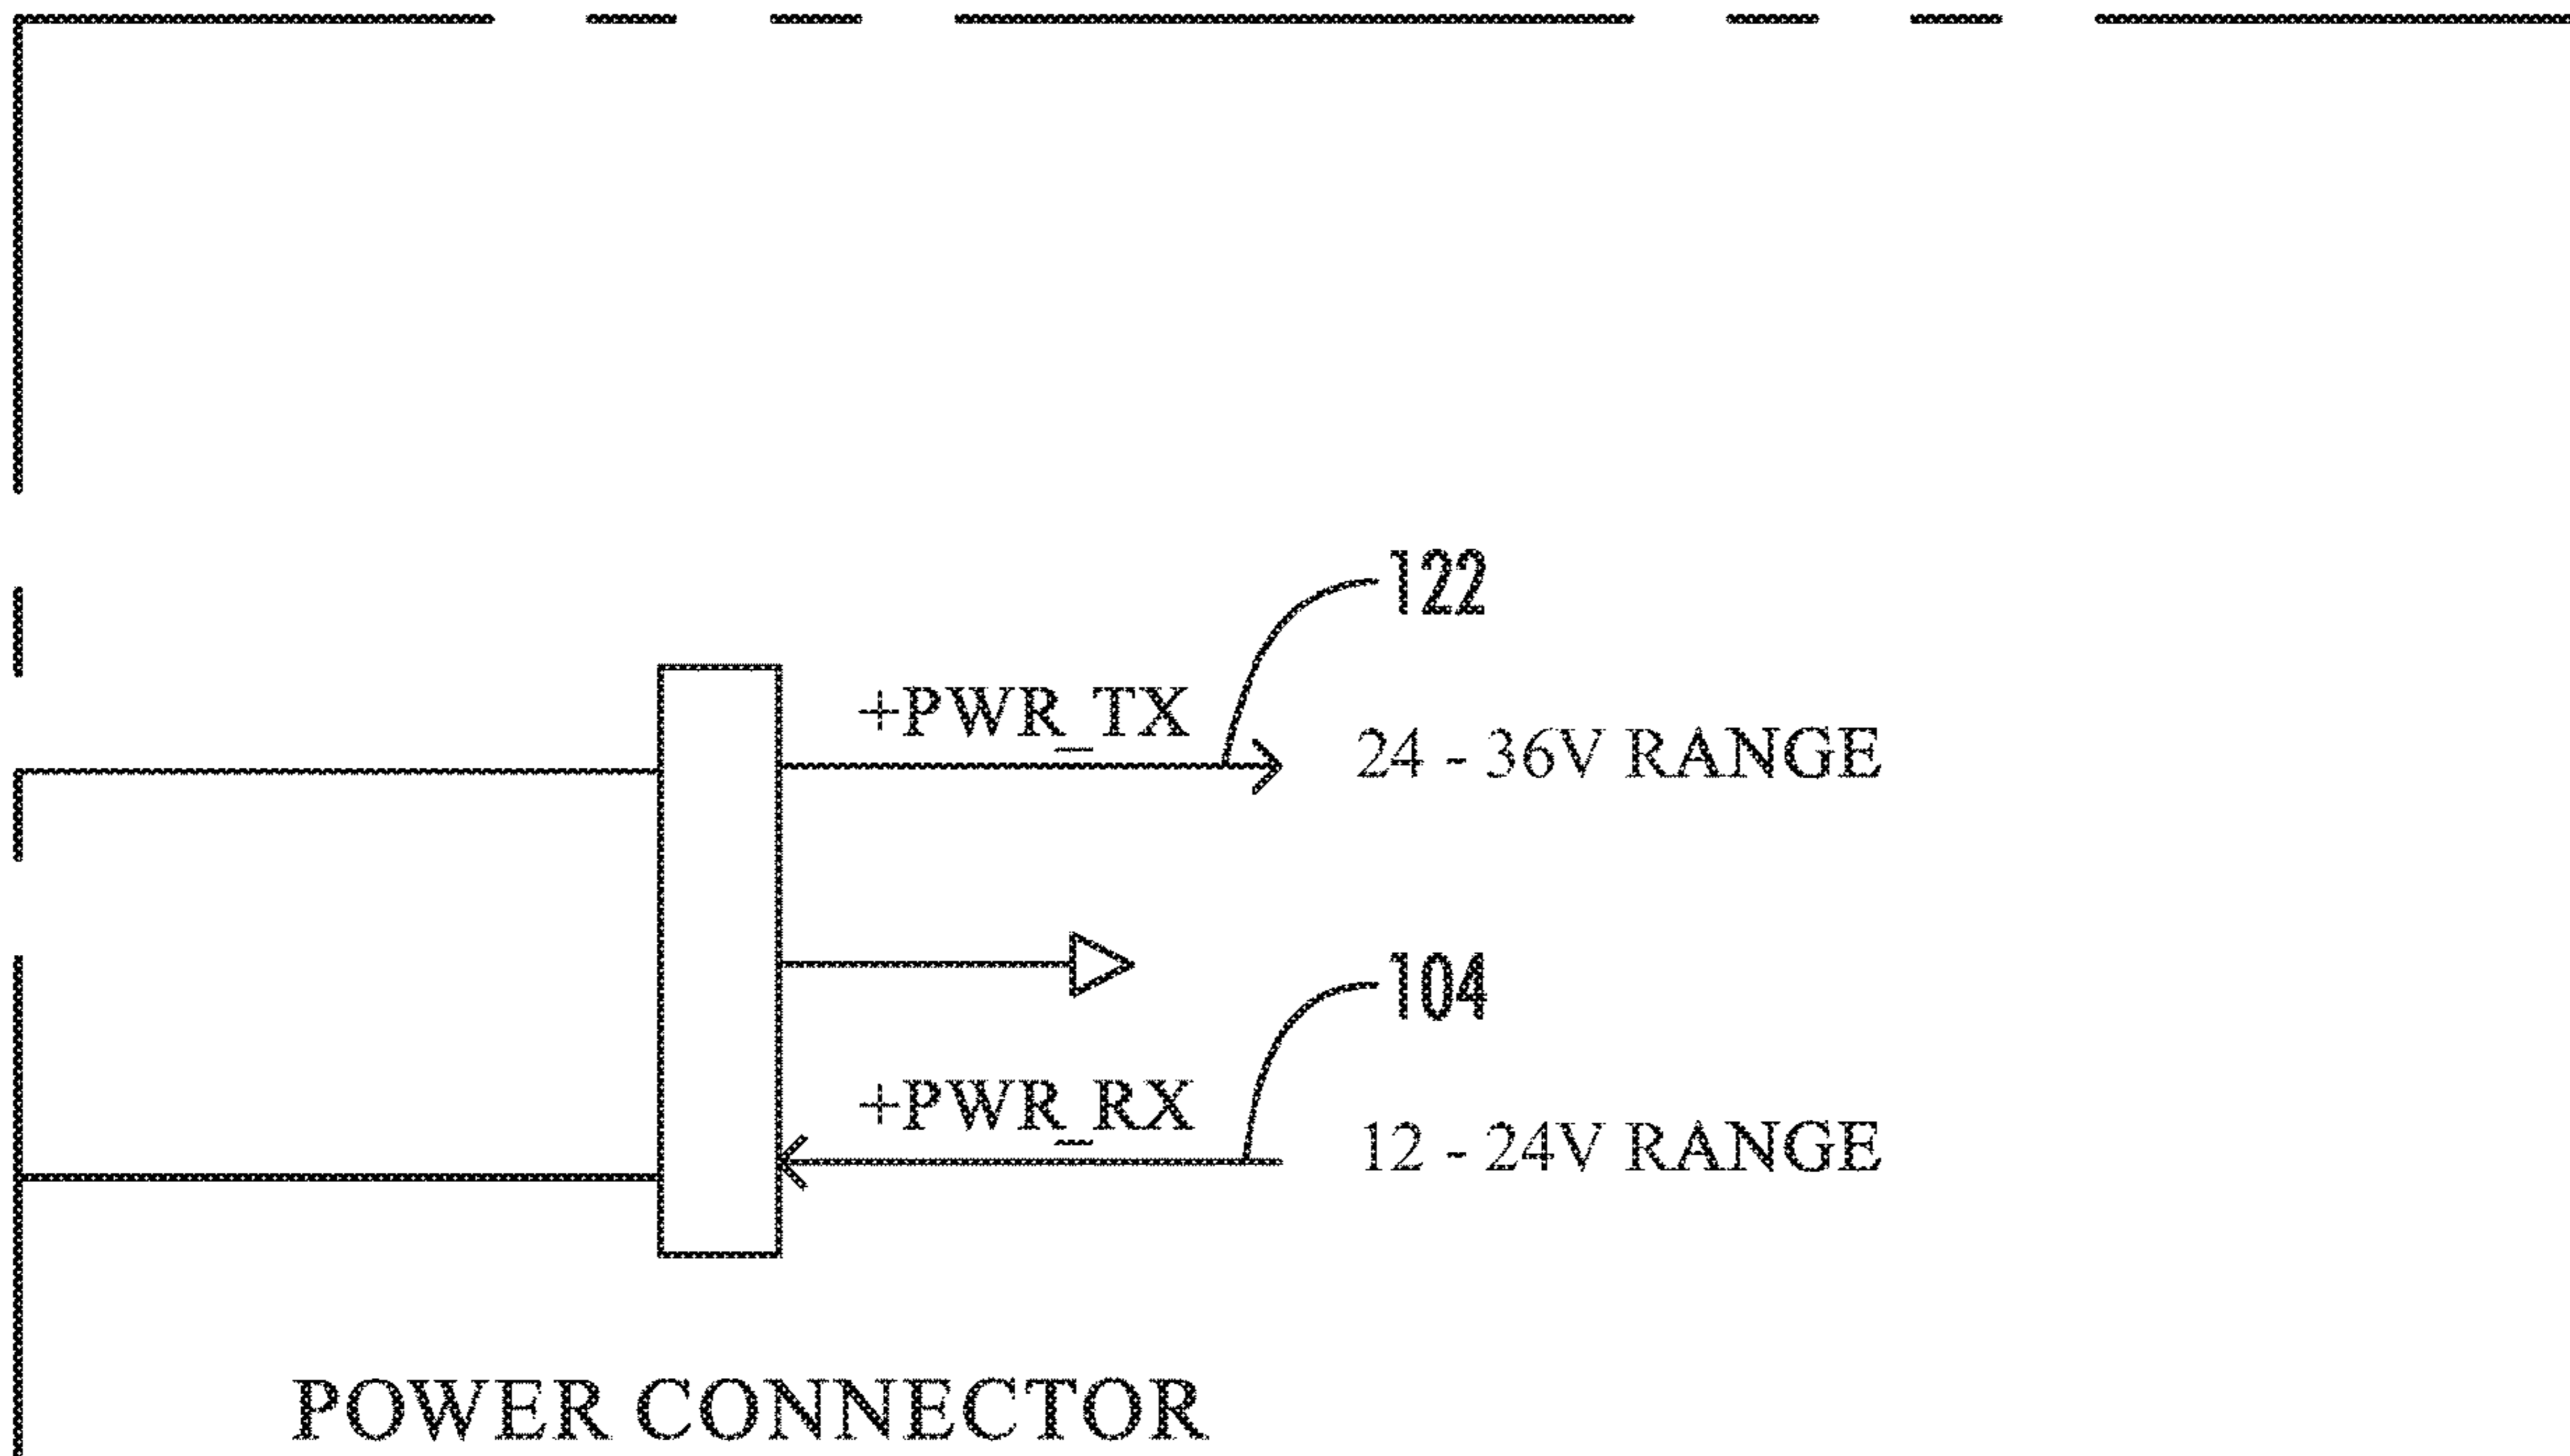 122
+PWR_TX
24 - 36V RANGE
104
+PWR_RX
12 - 24V RANGE
POWER CONNECTOR